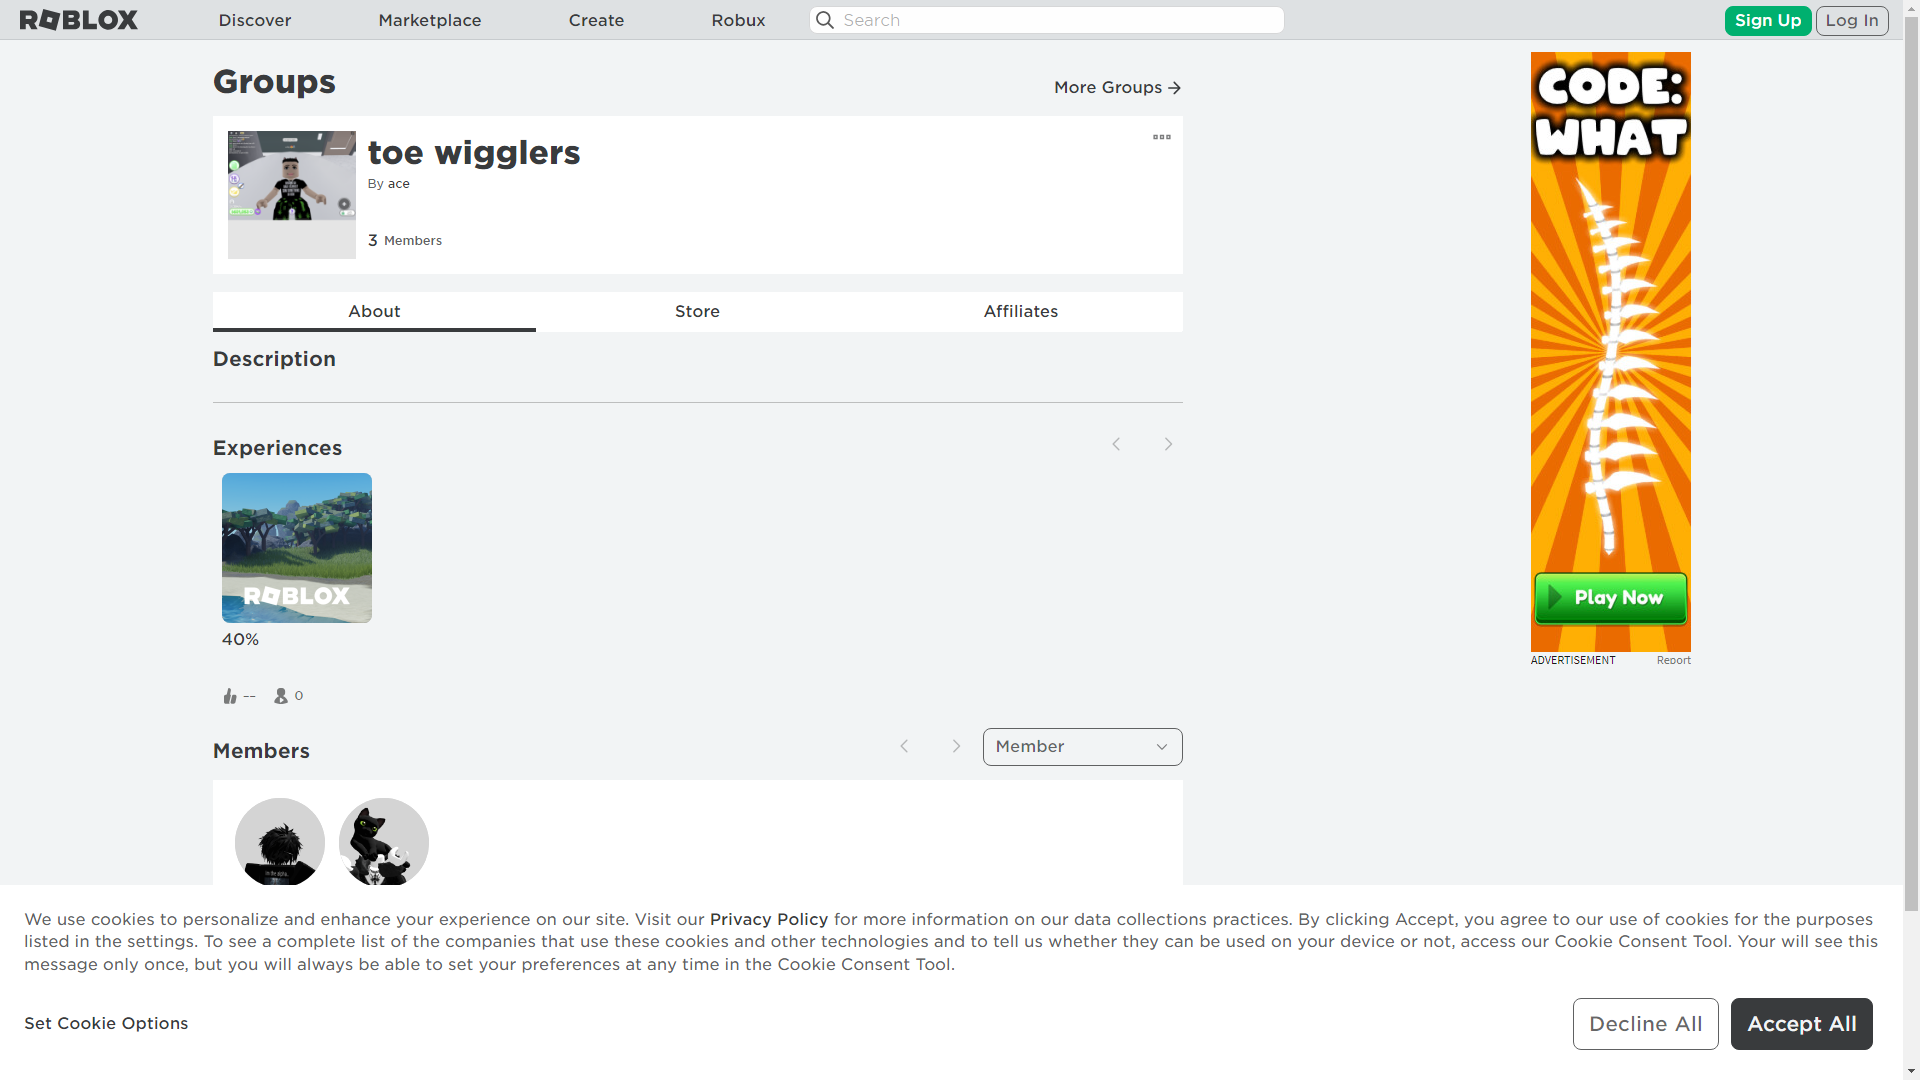 ROBLOX
Discover
Marketplace
Create
Robux
Search
Sign Up
Log In
Groups
More Groups
toe wigglers
By ace
3 Members
About
Store
Affiliates
Description
Experiences
ROBLOX
40%
--
0
Members
Member
CODE:
WHAT
Play Now
ADVERTISEMENT
Report
We use cookies to personalize and enhance your experience on our site. Visit our Privacy Policy for more information on our data collections practices. By clicking Accept, you agree to our use of cookies for the purposes
listed in the settings. To see a complete list of the companies that use these cookies and other technologies and to tell us whether they can be used on your device or not, access our Cookie Consent Tool. Your will see this
message only once, but you will always be able to set your preferences at any time in the Cookie Consent Tool.
Set Cookie Options
Decline All
Accept All